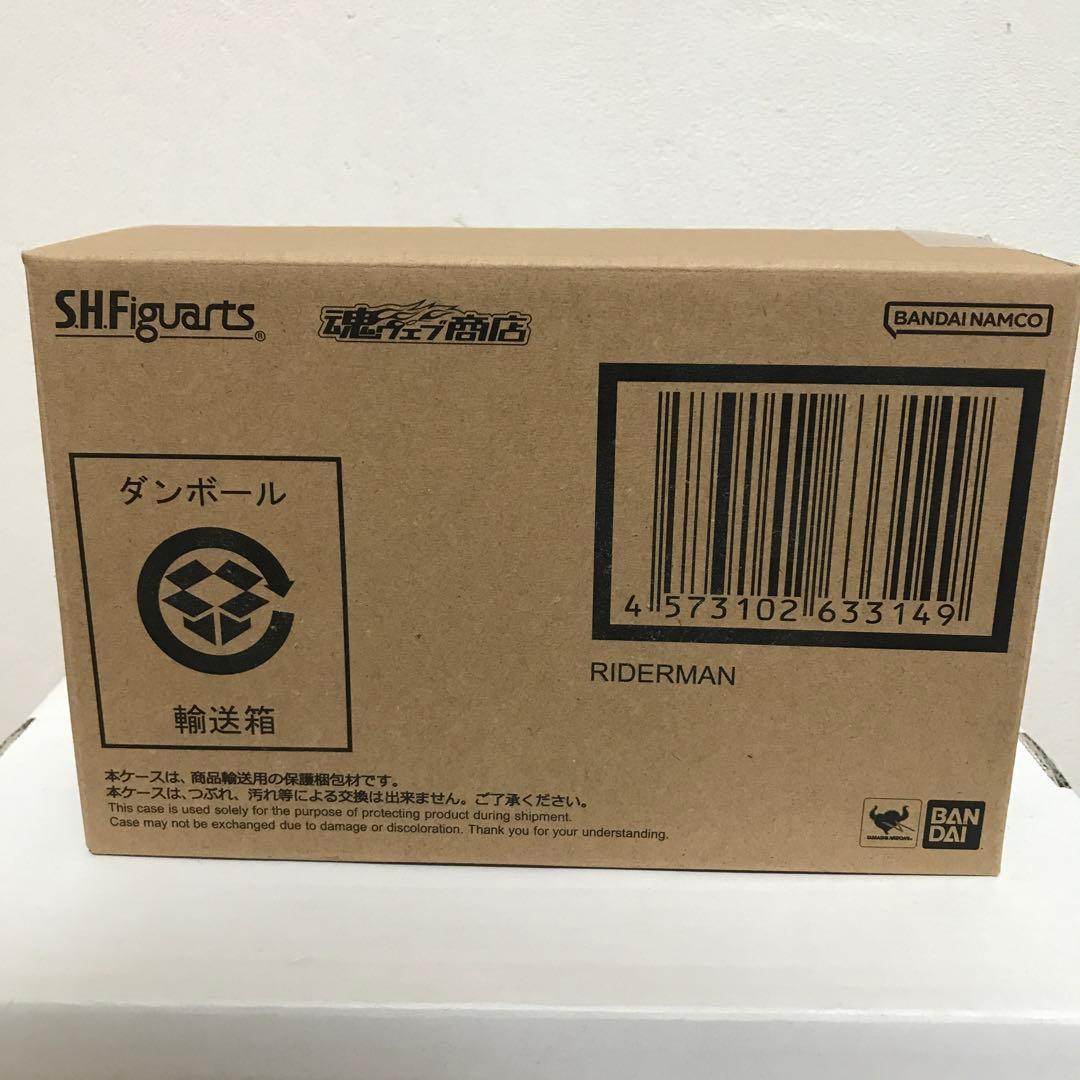 S.H.Figuarts®
魂ウェブ商店
BANDAI NAMCO
ダンボール
輸送箱
4 573102 633149
RIDERMAN
本ケースは、商品輸送用の保護梱包材です。
本ケースは、つぶれ、汚れ等による交換は出来ません。ご了承ください。
This case is used solely for the purpose of protecting product during shipment.
Case may not be exchanged due to damage or discoloration. Thank you for your understanding.
TAMASHII NATIONS
BAN
DAI